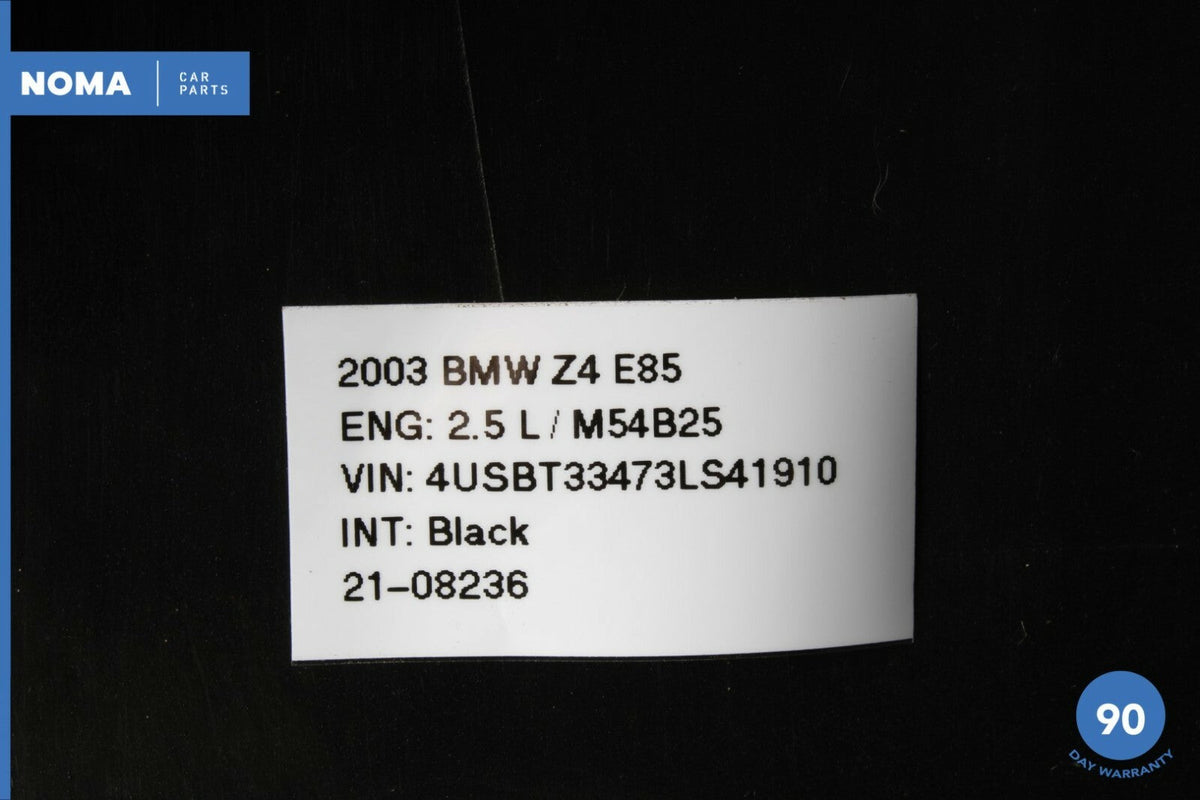 NOMA
CAR
PARTS
2003 BMW Z4 E85
ENG: 2.5 L / M54B25
VIN: 4USBT33473LS41910
INT: Black
21-08236
90
DAY WARRANTY